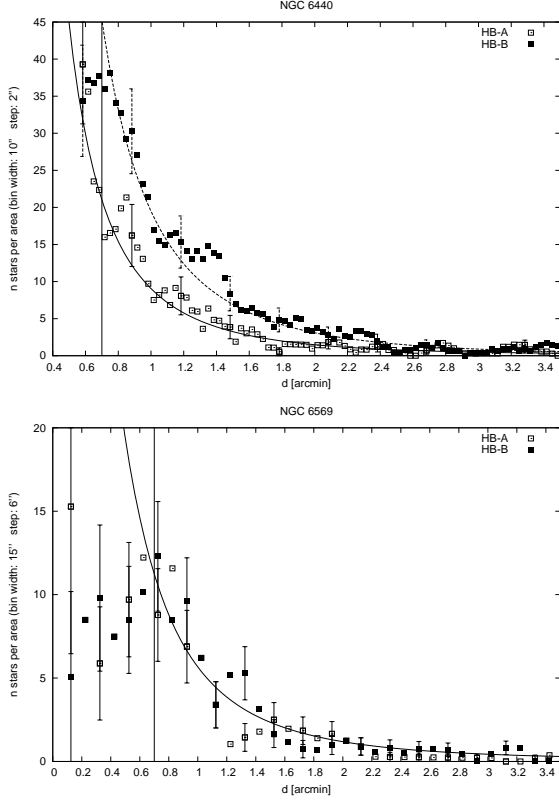 NGC 6440
HB-A
HB-B
n stars per area (bin width: 10" step: 2")
45
40
35
30
25
20
15
10
5
0
0.4 0.6 0.8 1 1.2 1.4 1.6 1.8 2 2.2 2.4 2.6 2.8 3 3.2 3.4
d [arcmin]
NGC 6569
HB-A
HB-B
n stars per area (bin width: 15" step: 6")
20
15
10
5
0
0 0.2 0.4 0.6 0.8 1 1.2 1.4 1.6 1.8 2 2.2 2.4 2.6 2.8 3 3.2 3.4
d [arcmin]